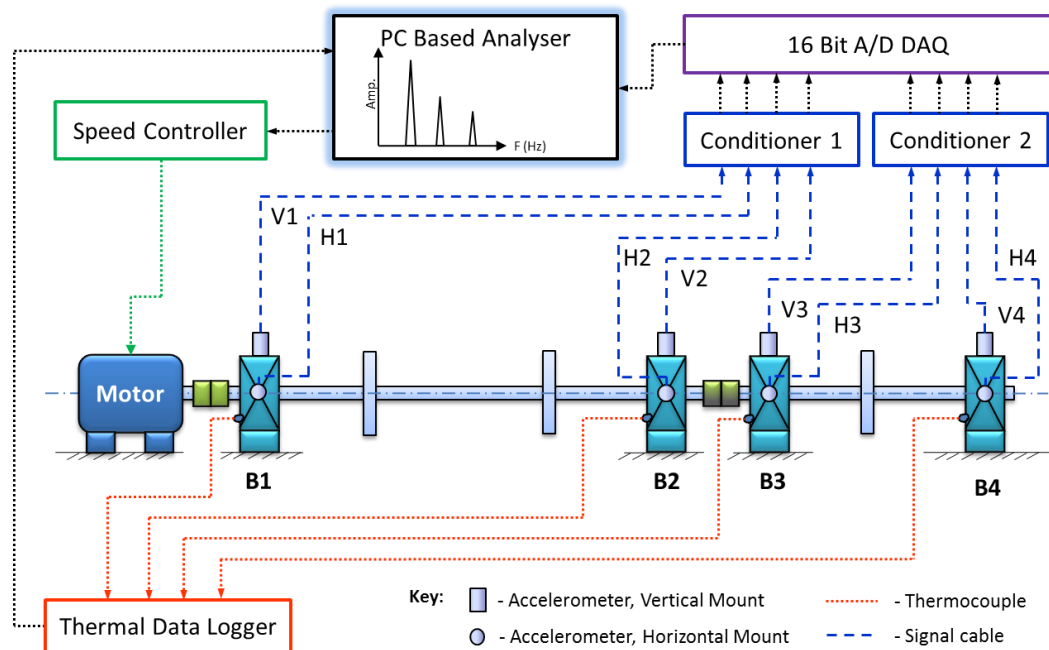 PC Based Analyser
Amp.
F (Hz)
16 Bit A/D DAQ
Speed Controller
Conditioner 1
Conditioner 2
V1
H1
H2
V2
V3
H3
H4
V4
Motor
B1
B2
B3
B4
Thermal Data Logger
Key:
- Accelerometer, Vertical Mount
- Thermocouple
- Accelerometer, Horizontal Mount
- Signal cable